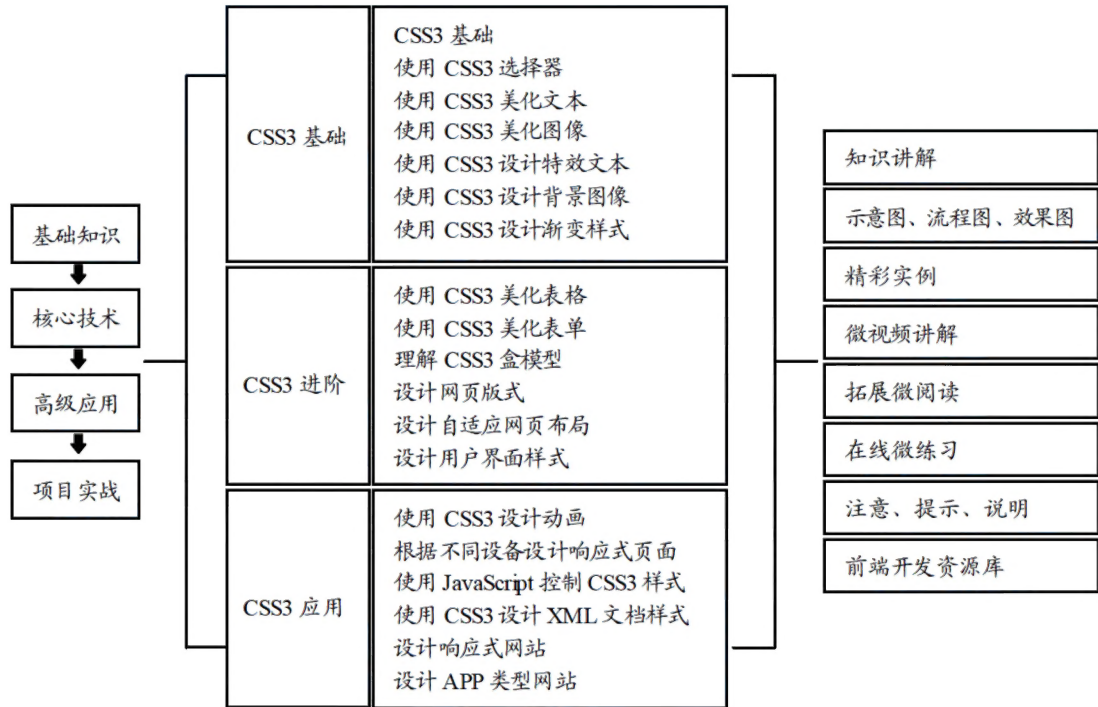 基础知识
核心技术
高级应用
项目实战
CSS3 基础
CSS3 基础
使用 CSS3 选择器
使用 CSS3 美化文本
使用 CSS3 美化图像
使用 CSS3 设计特效文本
使用 CSS3 设计背景图像
使用 CSS3 设计渐变样式
CSS3 进阶
使用 CSS3 美化表格
使用 CSS3 美化表单
理解 CSS3 盒模型
设计网页版式
设计自适应网页布局
设计用户界面样式
CSS3 应用
使用 CSS3 设计动画
根据不同设备设计响应式页面
使用 JavaScript 控制 CSS3 样式
使用 CSS3 设计 XML 文档样式
设计响应式网站
设计 APP 类型网站
知识讲解
示意图、流程图、效果图
精彩实例
微视频讲解
拓展微阅读
在线微练习
注意、提示、说明
前端开发资源库